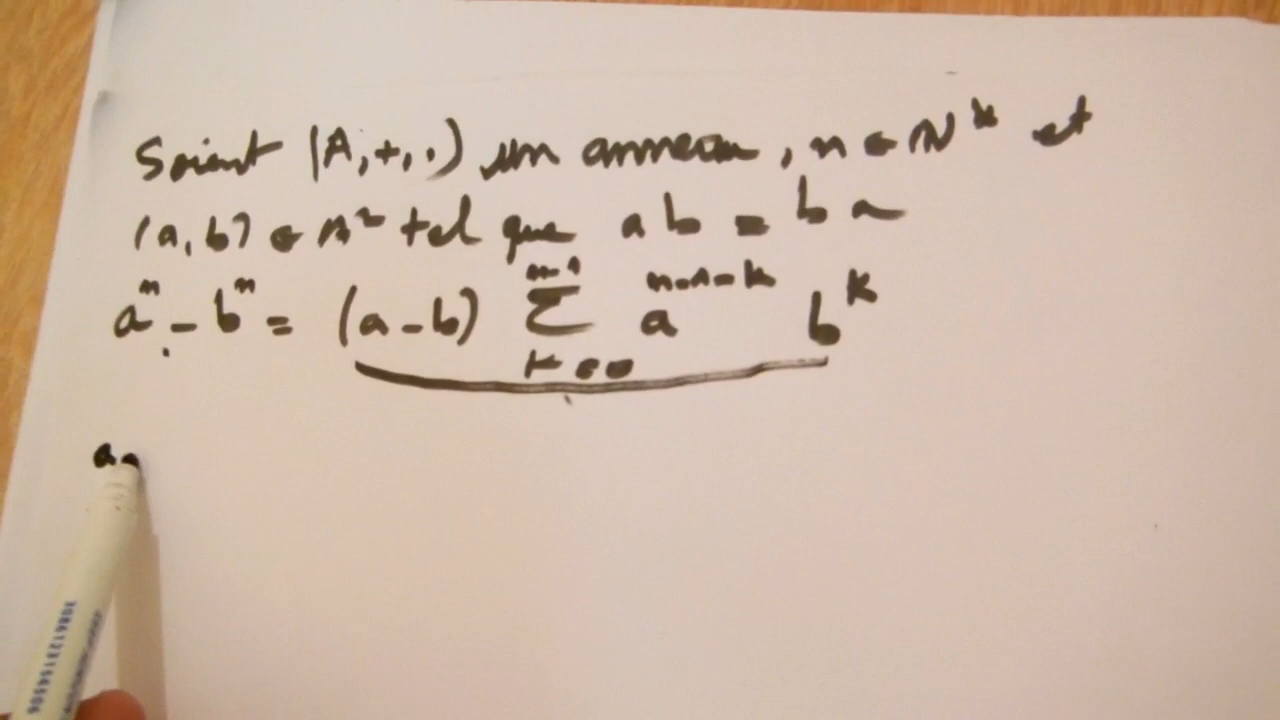 Soient (A, +, .) un anneau, n ∈ N* et
(a, b) ∈ A² tel que ab = ba
aⁿ - bⁿ = (a - b) Σ_{k=0}^{n-1} a^{n-1-k} b^k
a